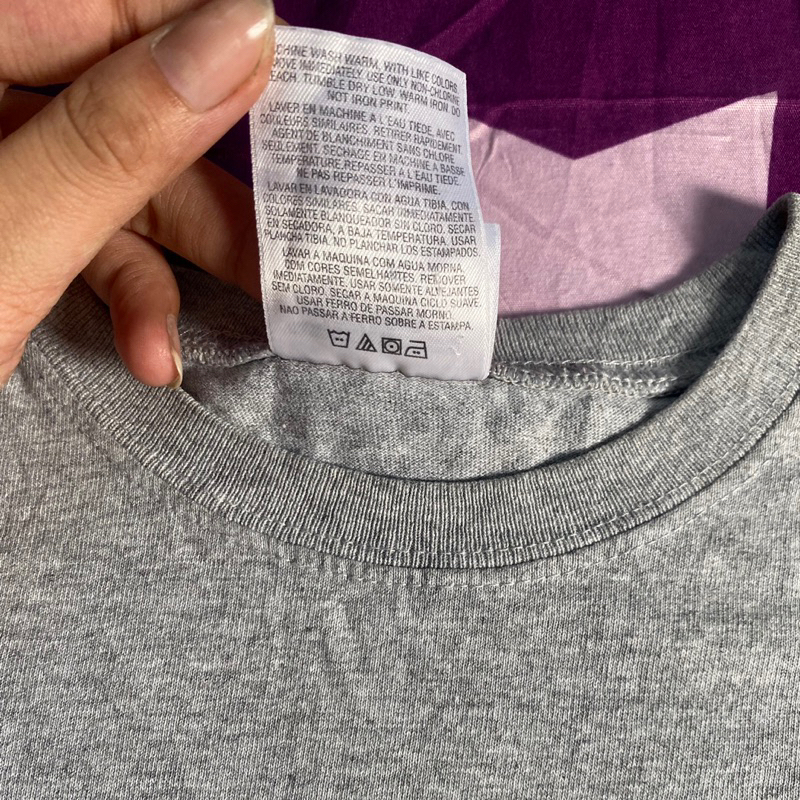 CHINE WASH WARM, WITH LIKE COLORS
MOVE IMMEDIATELY USE ONLY NON-CHLORINE
EACH. TUMBLE DRY LOW. WARM IRON. DO
NOT IRON PRINT.
LAVER EN MACHINE A L'EAU TIEDE, AVEC
COULEURS SIMILAIRES. RETIRER RAPIDEMENT.
AGENT DE BLANCHIMENT SANS CHLORE
SEULEMENT. SECHAGE EN MACHINE A BASSE
TEMPERATURE. REPASSER A L'EAU TIEDE.
NE PAS REPASSER L'IMPRIME.
LAVAR EN LAVADORA CON AGUA TIBIA, CON
COLORES SIMILARES. SACAR INMEDIATAMENTE.
SOLAMENTE BLANQUEADOR SIN CLORO. SECAR
EN SECADORA, A BAJA TEMPERATURA. USAR
PLANCHA TIBIA. NO PLANCHAR LOS ESTAMPADOS.
LAVAR A MAQUINA COM AGUA MORNA,
COM CORES SEMELHANTES. REMOVER
IMEDIATAMENTE. USAR SOMENTE ALVEJANTES
SEM CLORO. SECAR A MAQUINA CICLO SUAVE.
USAR FERRO DE PASSAR MORNO.
NAO PASSAR A FERRO SOBRE A ESTAMPA.